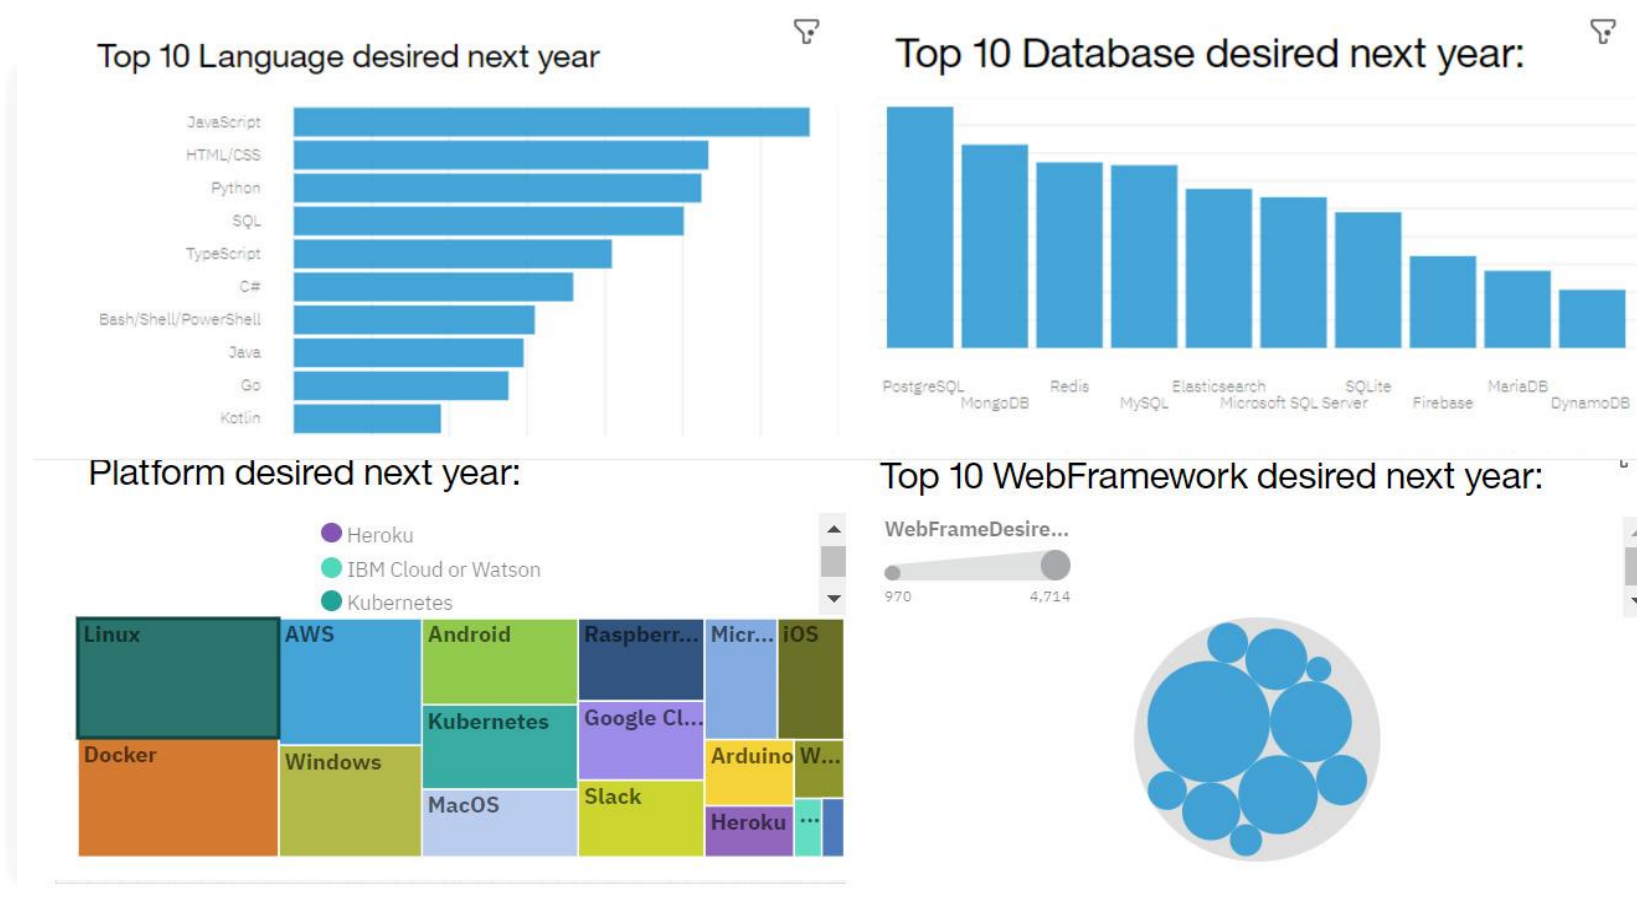 Top 10 Language desired next year
JavaScript
HTML/CSS
Python
SQL
TypeScript
C#
Bash/Shell/PowerShell
Java
Go
Kotlin
Top 10 Database desired next year:
PostgreSQL
MongoDB
Redis
MySQL
Elasticsearch
Microsoft SQL Server
SQLite
Firebase
MariaDB
DynamoDB
Platform desired next year:
Heroku
IBM Cloud or Watson
Kubernetes
Linux
AWS
Android
Raspberr...
Micr...
iOS
Kubernetes
Google Cl...
Docker
Windows
Arduino
W...
MacOS
Slack
Heroku
...
Top 10 WebFramework desired next year:
WebFrameDesire...
970
4,714